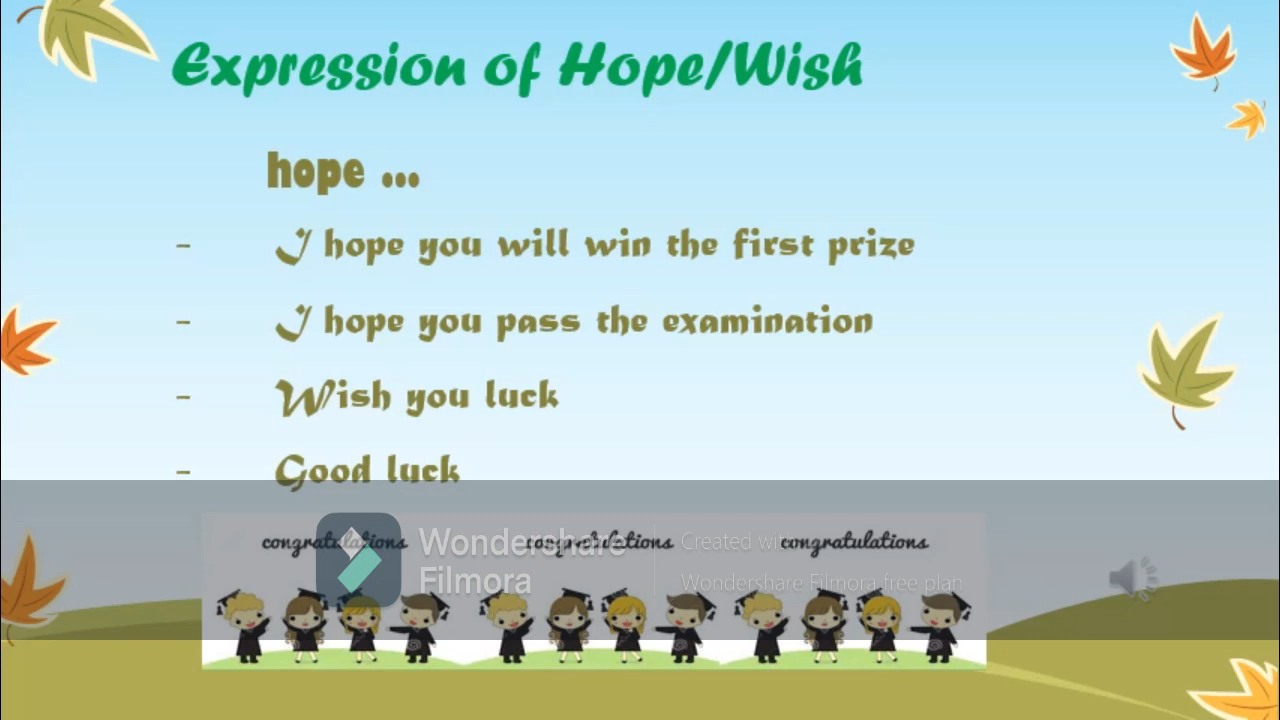 Expression of Hope/Wish
hope ...
- I hope you will win the first prize
- I hope you pass the examination
- Wish you luck
- Good luck
congratulations congratulations congratulations
Wondershare
Filmora
Created with
Wondershare Filmora free plan